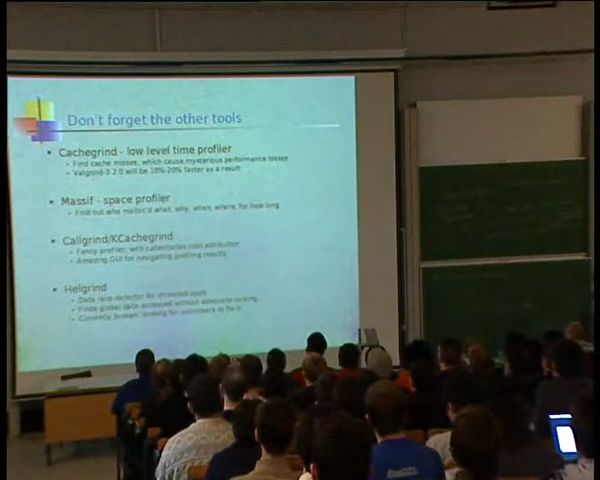 Don't forget the other tools
Cachegrind - low level time profiler
Find cache misses, which cause mysterious performance losses
Valgrind-3.2.0 will be 10%-20% faster as a result
Massif - space profiler
Find out who malloc'd what, why, when, where, for how long
Callgrind/KCachegrind
Fancy profiler, with call-relative cost attribution
Amazing GUI for navigating profiling results
Helgrind
Data race detector for threaded apps
Finds global data accessed without adequate locking
Currently broken; looking for volunteers to fix it